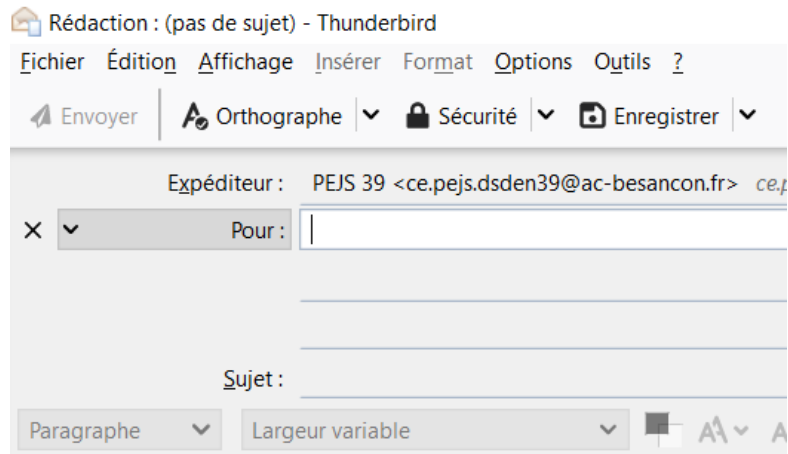 Rédaction : (pas de sujet) - Thunderbird
Fichier Édition Affichage Insérer Format Options Outils ?
Envoyer Orthographe Sécurité Enregistrer
Expéditeur : PEJS 39 <ce.pejs.dsden39@ac-besancon.fr>
Pour :
Sujet :
Paragraphe Largeur variable